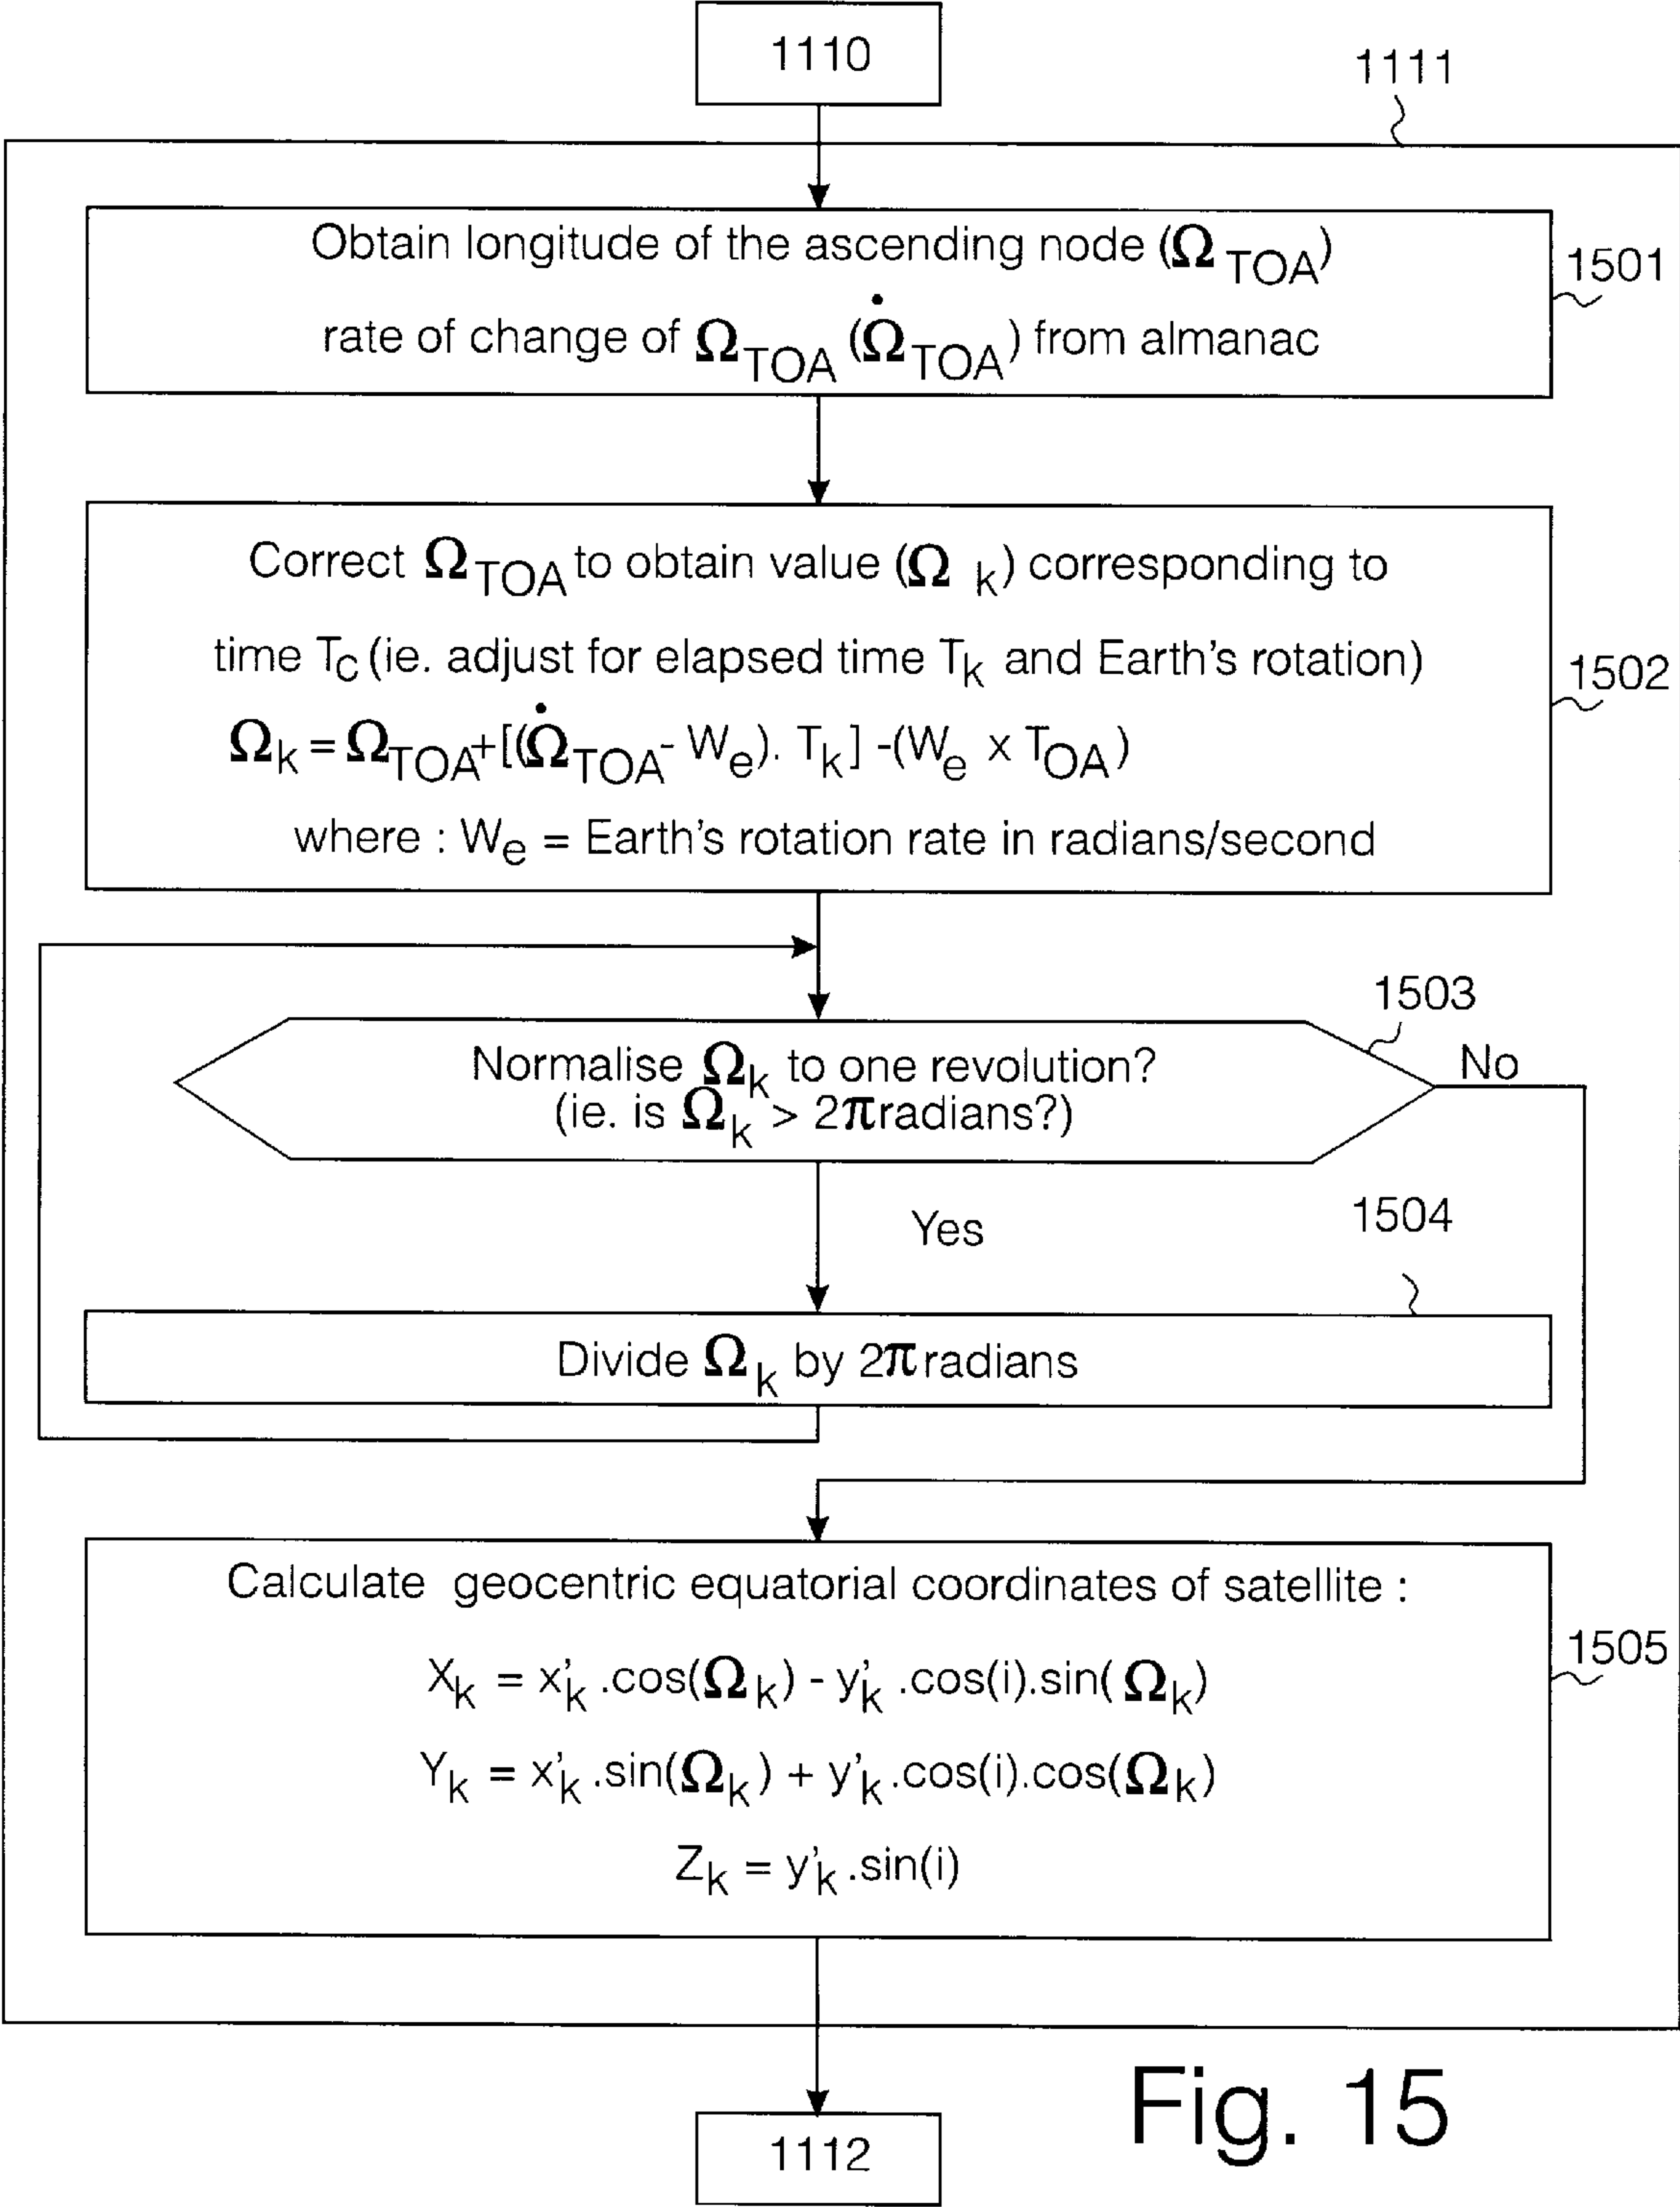 1110
1111
Obtain longitude of the ascending node (Ω TOA)
rate of change of ΩTOA (Ω̇TOA) from almanac
1501
Correct ΩTOA to obtain value (Ω k) corresponding to
time Tc (ie. adjust for elapsed time Tk and Earth's rotation)
Ωk = ΩTOA+[(Ω̇TOA- We). Tk] -(We x TOA)
where : We = Earth's rotation rate in radians/second
1502
1503
Normalise Ωk to one revolution?
(ie. is Ωk > 2π radians?)
No
Yes
1504
Divide Ωk by 2π radians
Calculate geocentric equatorial coordinates of satellite :
Xk = x'k .cos(Ωk) - y'k .cos(i).sin( Ωk)
Yk = x'k .sin(Ωk) + y'k .cos(i).cos(Ωk)
Zk = y'k .sin(i)
1505
1112
Fig. 15